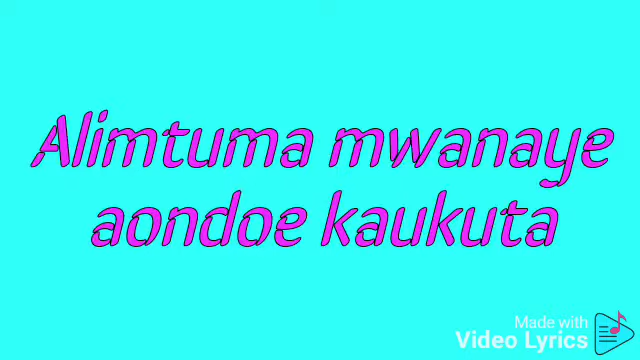 Alimtuma mwanaye
aondoe kaukuta
Made with
Video Lyrics